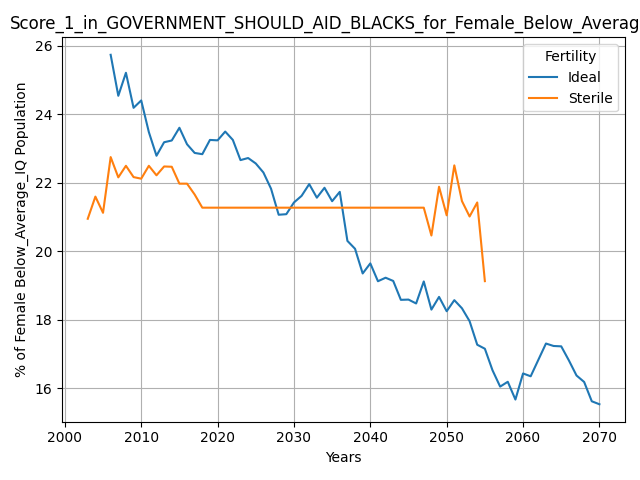 Score_1_in_GOVERNMENT_SHOULD_AID_BLACKS_for_Female_Below_Averag
Fertility
Ideal
Sterile
% of Female Below_Average_IQ Population
26
24
22
20
18
16
2000 2010 2020 2030 2040 2050 2060 2070
Years